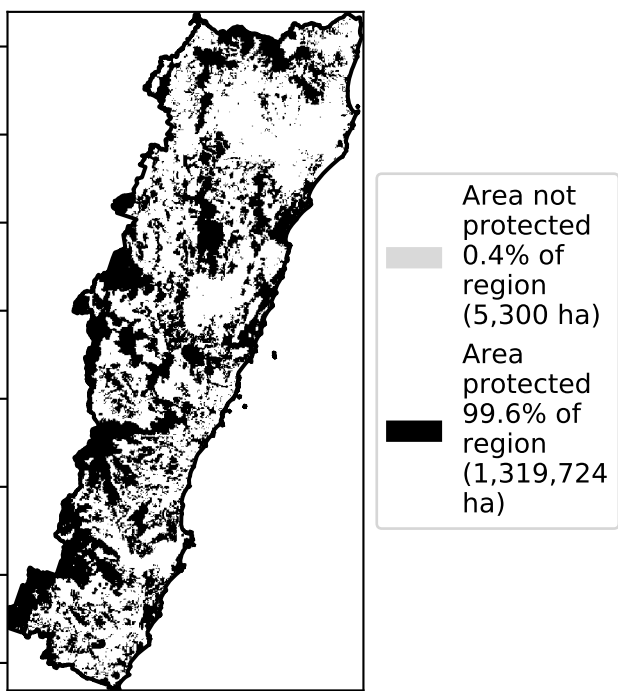 Area not
protected
0.4% of
region
(5,300 ha)
Area
protected
99.6% of
region
(1,319,724
ha)